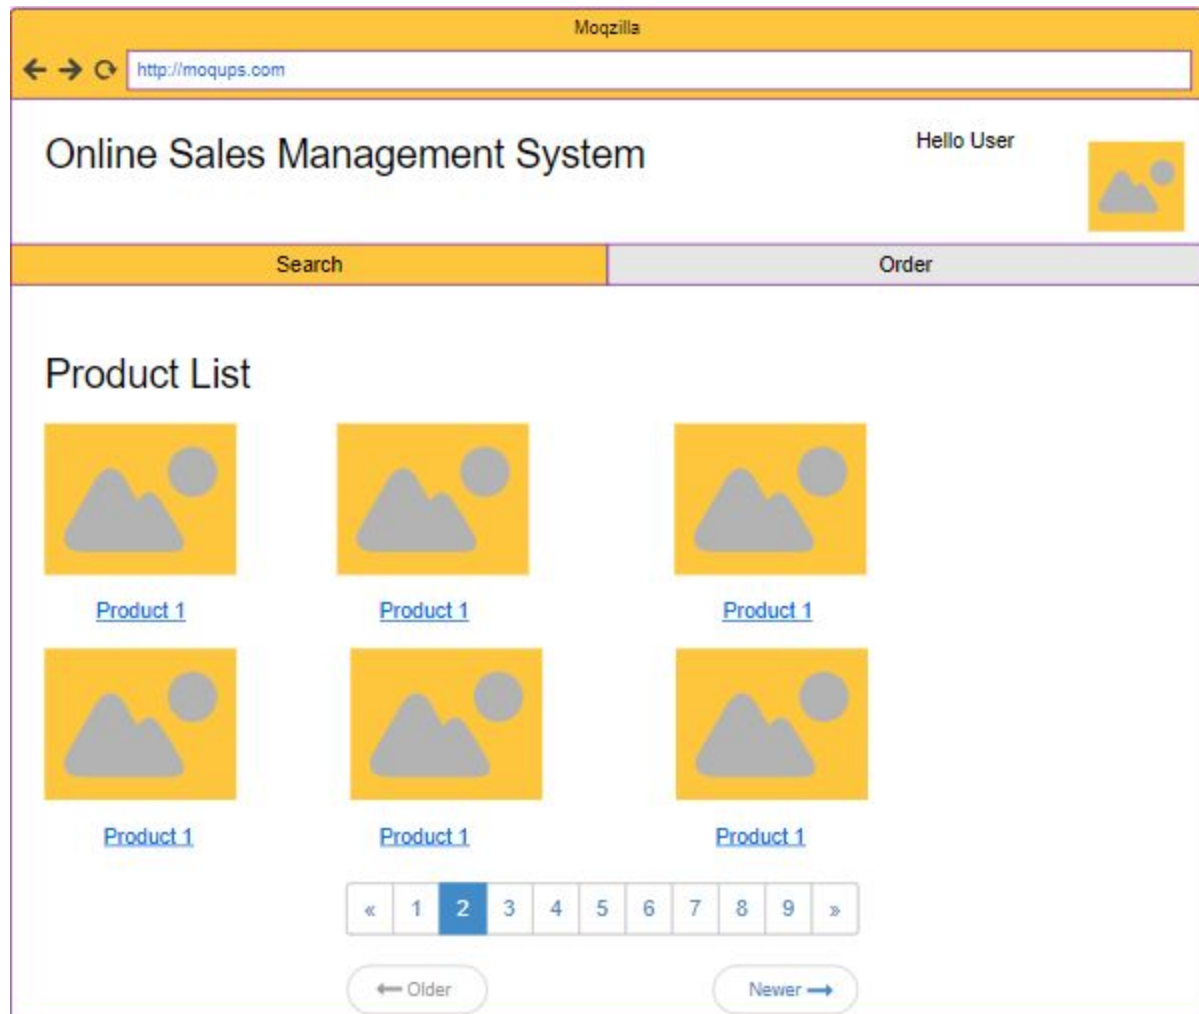 Moqzilla
http://moqups.com
Online Sales Management System
Hello User
Search
Order
Product List
Product 1
Product 1
Product 1
Product 1
Product 1
Product 1
« 1 2 3 4 5 6 7 8 9 »
Older
Newer